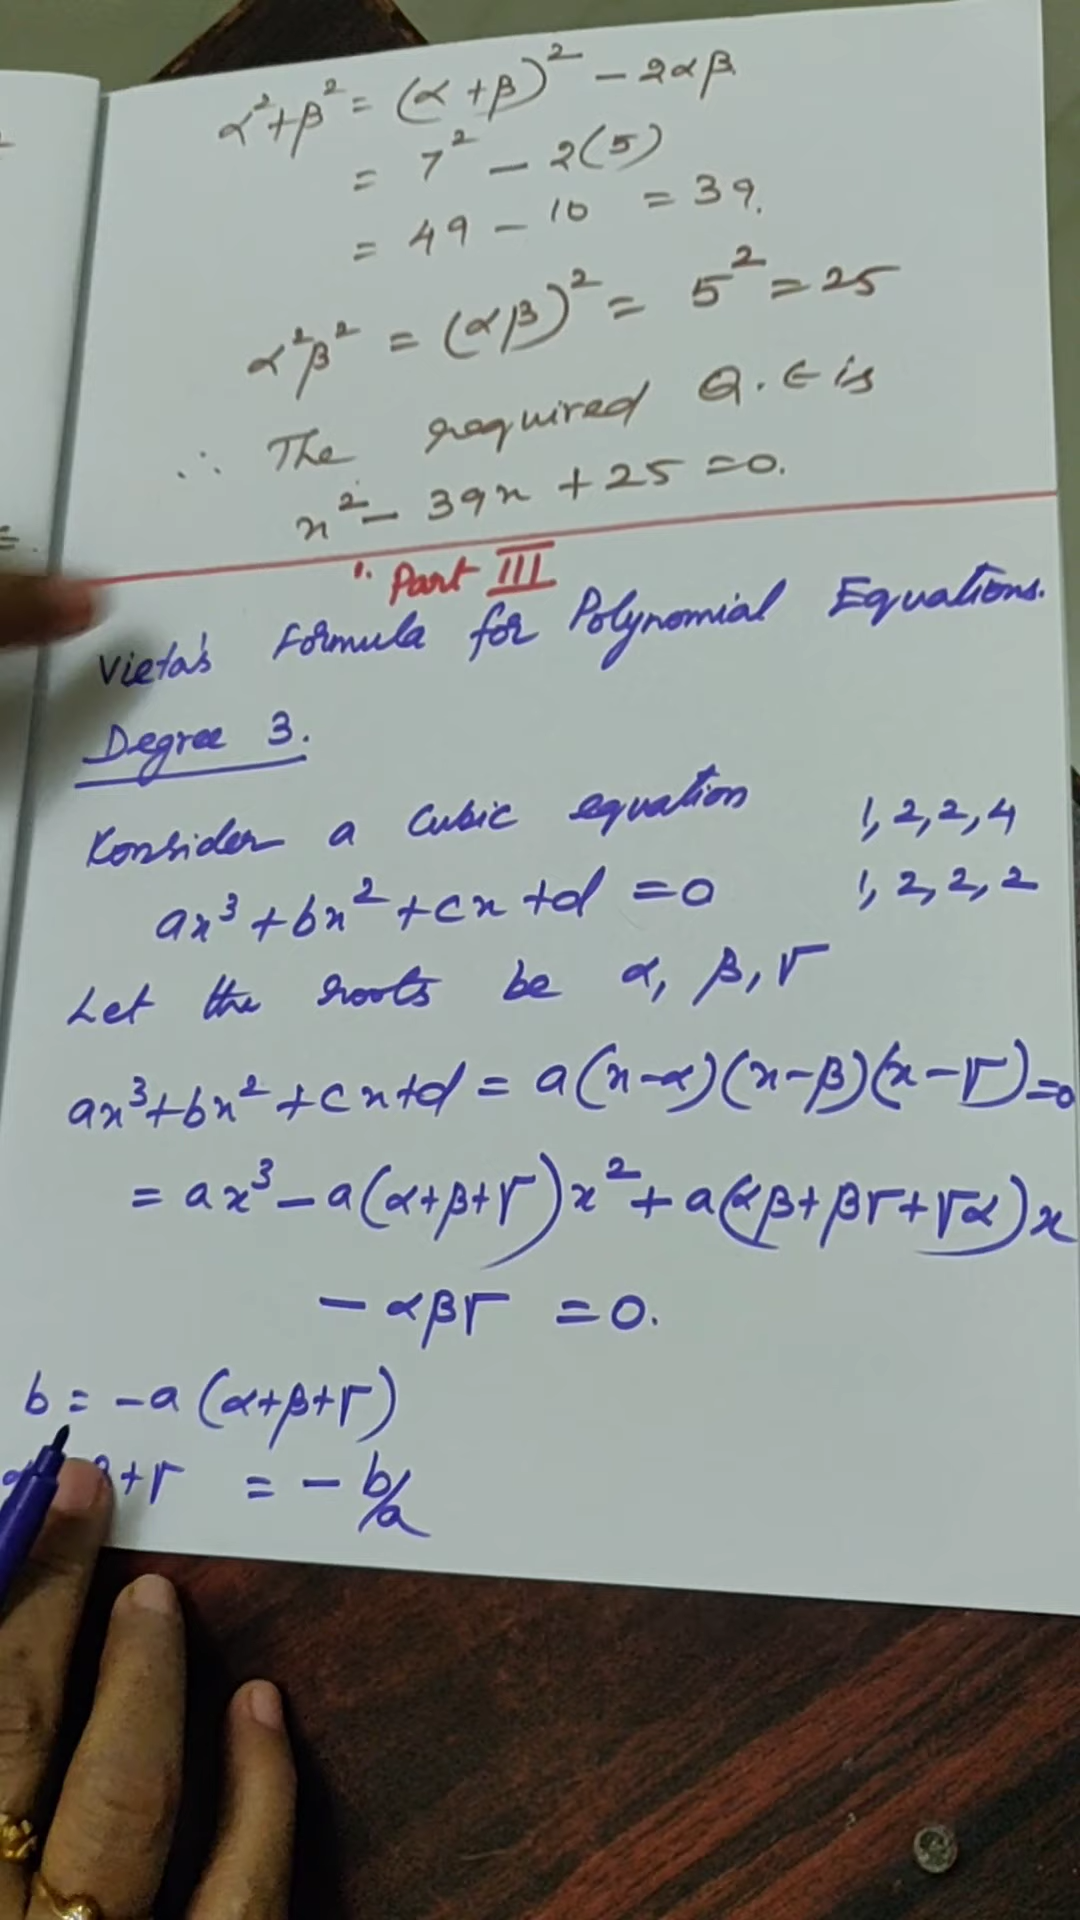 α²+β² = (α+β)² − 2αβ.
= 7² − 2(5)
= 49 − 10 = 39.
α²β² = (αβ)² = 5² = 25
∴ The required Q.E is
x² − 39x + 25 = 0.
Part III
Vieta's Formula for Polynomial Equations.
Degree 3.
Consider a Cubic equation
1, 2, 2, 4
ax³ + bx² + cx + d = 0
1, 2, 2, 2
Let the roots be α, β, γ
ax³+bx²+cx+d = a(x−α)(x−β)(x−γ)=0
= ax³ − a(α+β+γ)x² + a(αβ+βγ+γα)x
− αβγ = 0.
b = −a (α+β+γ)
+γ = − b/a